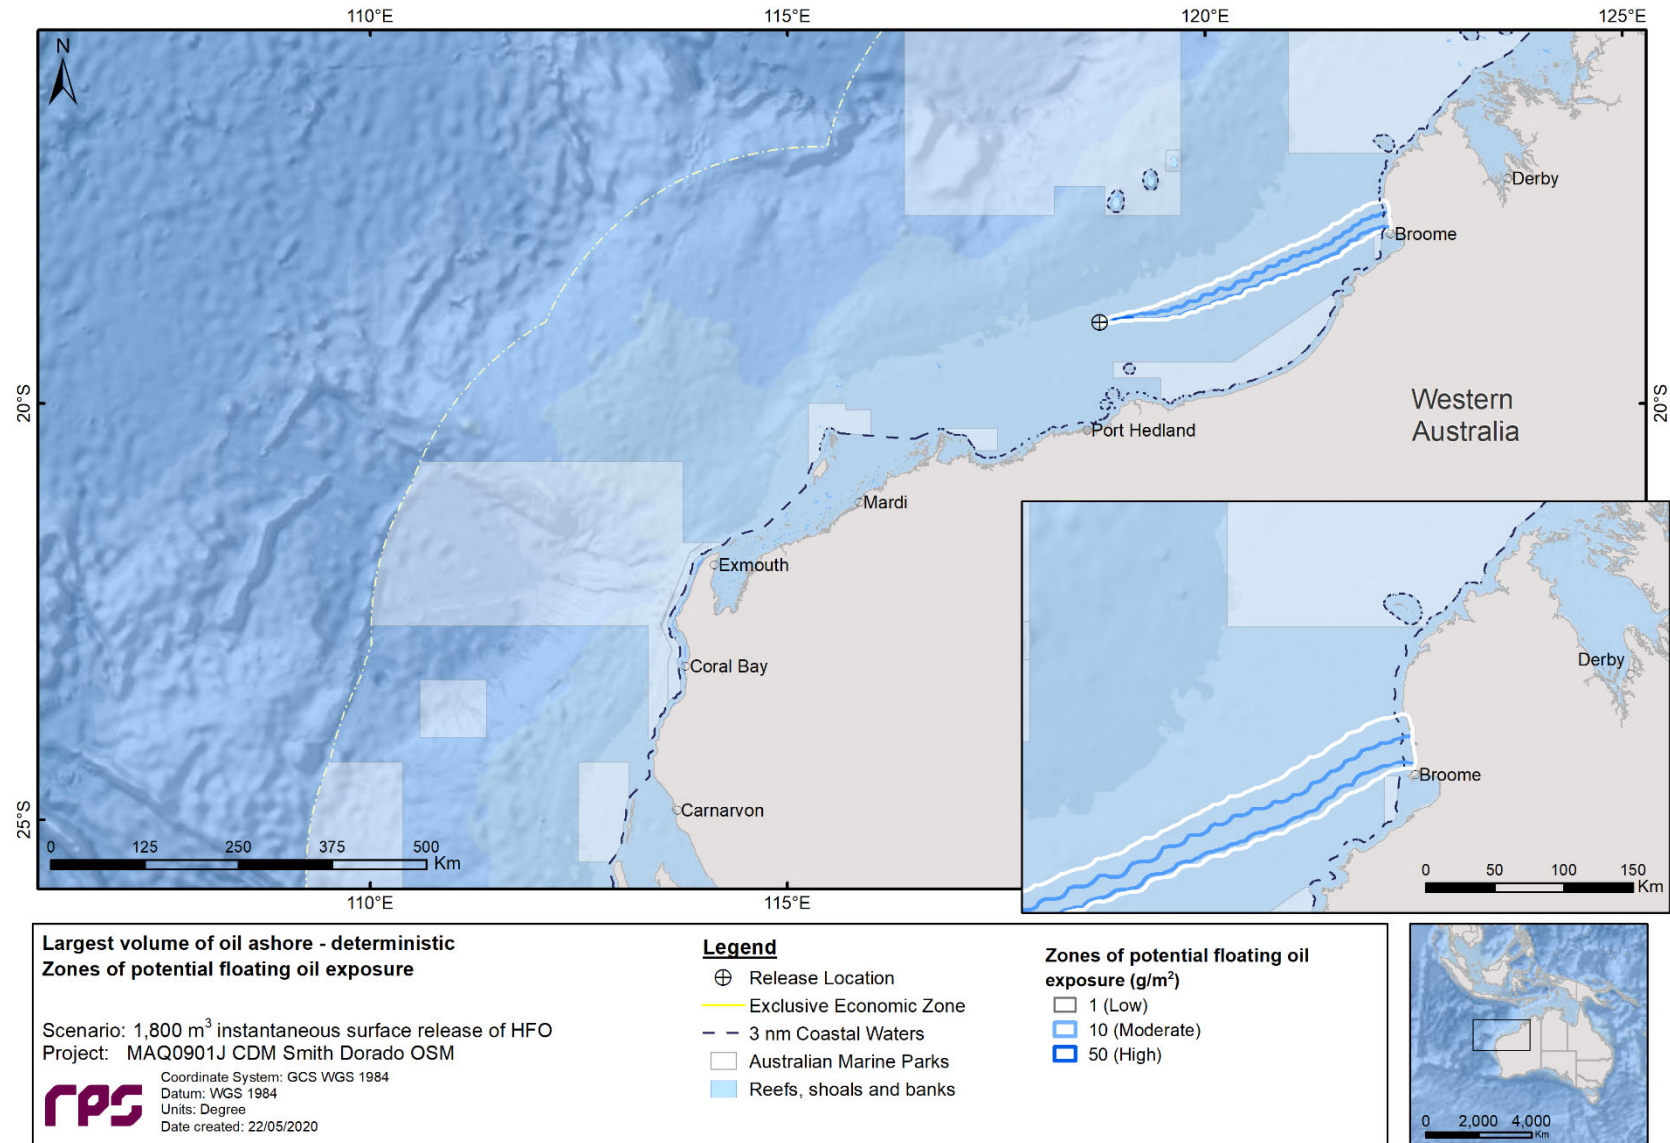 110°E
115°E
120°E
125°E
N
Derby
Broome
20°S
20°S
Western
Australia
Port Hedland
Mardi
Exmouth
Coral Bay
Carnarvon
25°S
0 125 250 375 500
Km
110°E
115°E
Derby
Broome
0 50 100 150
Km
Largest volume of oil ashore - deterministic
Zones of potential floating oil exposure
Scenario: 1,800 m³ instantaneous surface release of HFO
Project: MAQ0901J CDM Smith Dorado OSM
rps
Coordinate System: GCS WGS 1984
Datum: WGS 1984
Units: Degree
Date created: 22/05/2020
Legend
Release Location
Exclusive Economic Zone
3 nm Coastal Waters
Australian Marine Parks
Reefs, shoals and banks
Zones of potential floating oil
exposure (g/m²)
1 (Low)
10 (Moderate)
50 (High)
0 2,000 4,000
Km